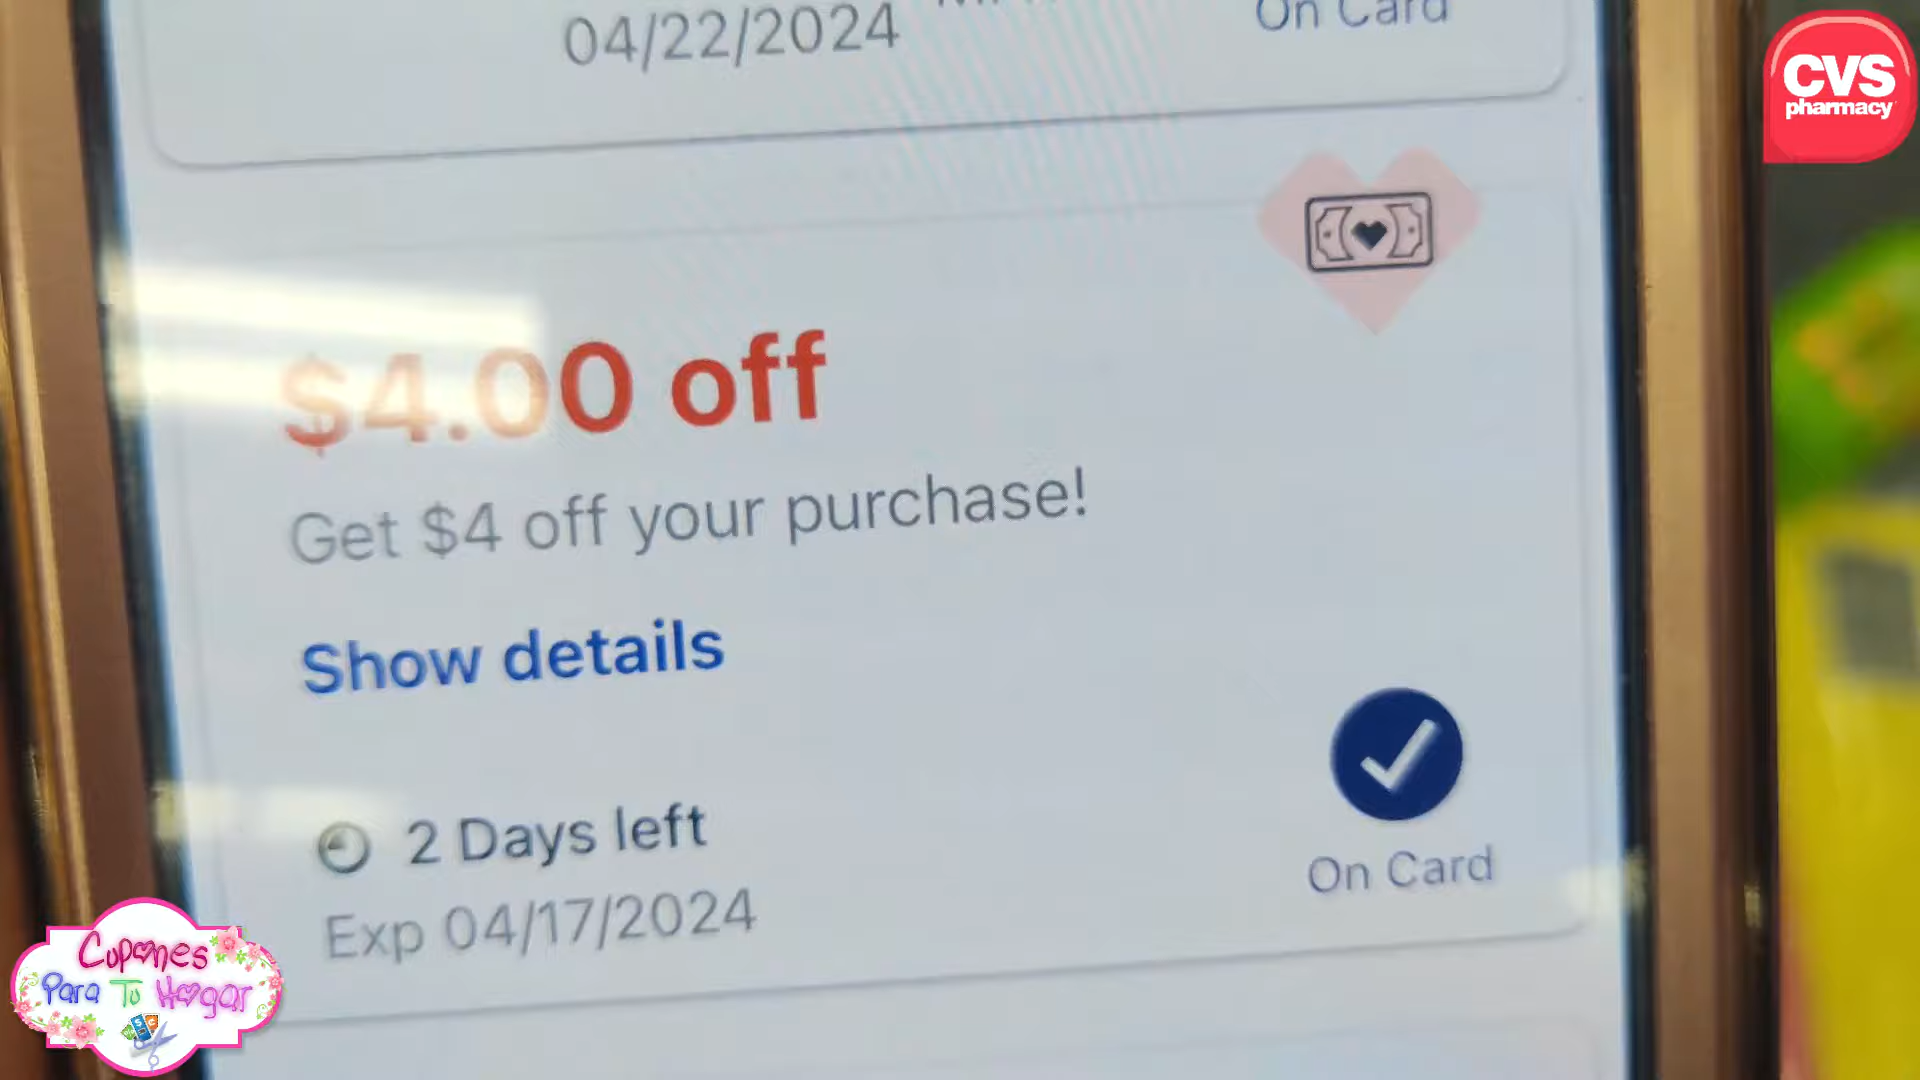 04/22/2024
On Card
CVS
pharmacy
$4.00 off
Get $4 off your purchase!
Show details
2 Days left
Exp 04/17/2024
On Card
Cupones
Para Tu Hogar